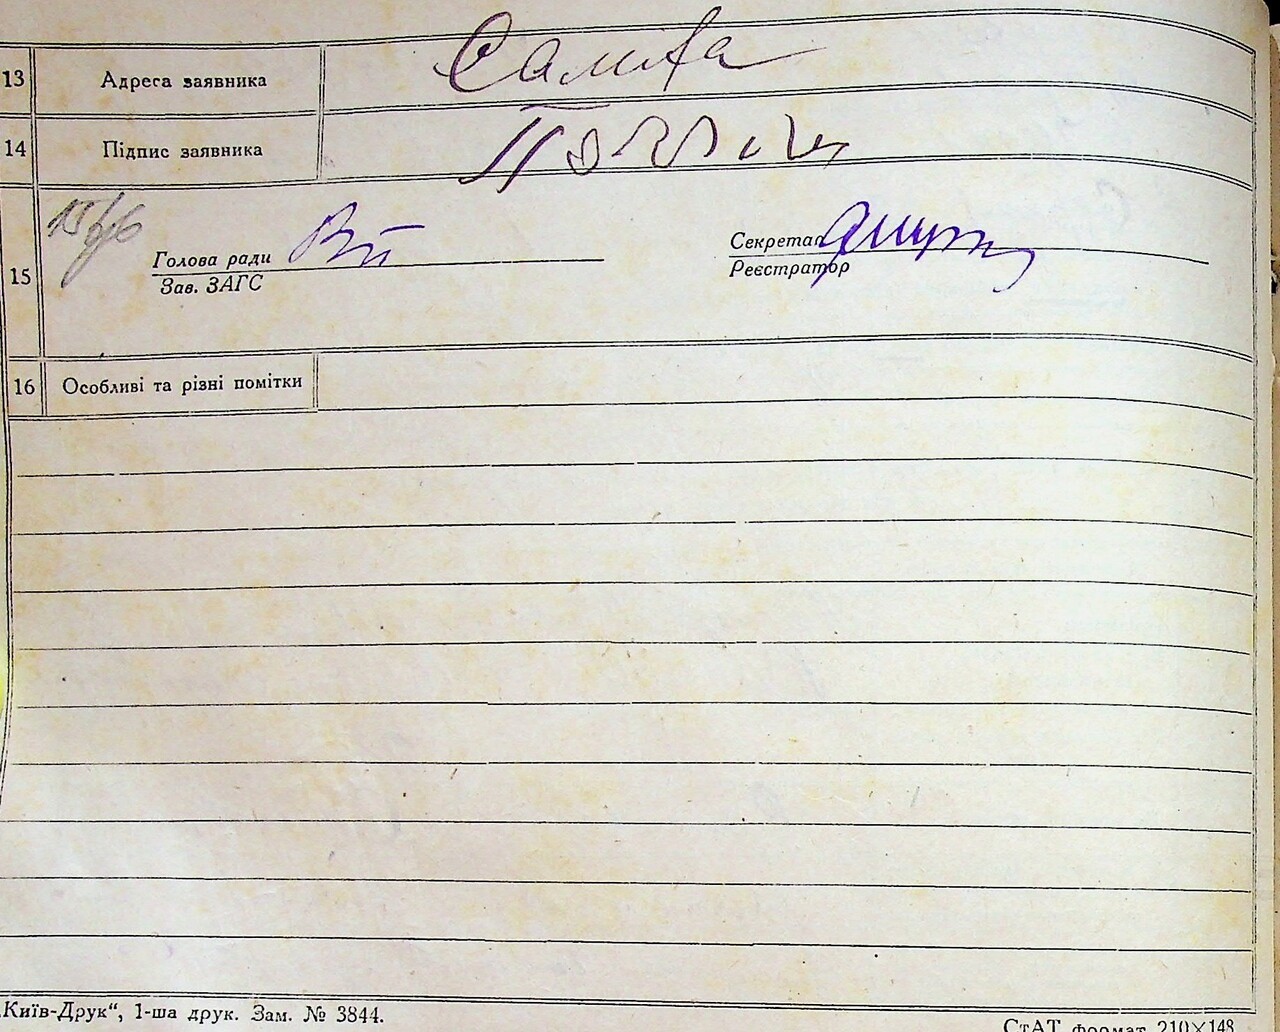 13 Адреса заявника
14 Підпис заявника
15
Голова ради
Зав. ЗАГС
Секретар
Реєстратор
16 Особливі та різні помітки
„Київ-Друк“, 1-ша друк. Зам. № 3844.
СтАТ формат 210×148